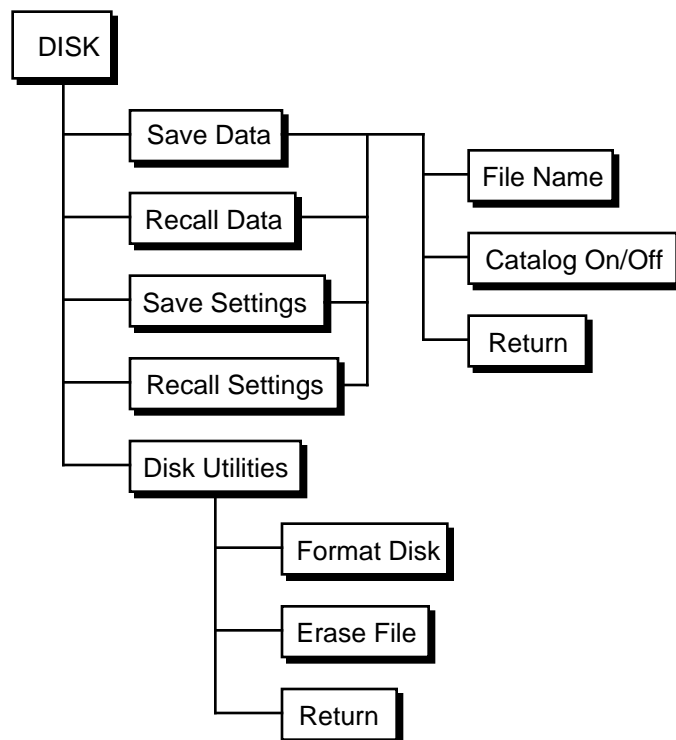 DISK
Save Data
Recall Data
Save Settings
Recall Settings
Disk Utilities
File Name
Catalog On/Off
Return
Format Disk
Erase File
Return